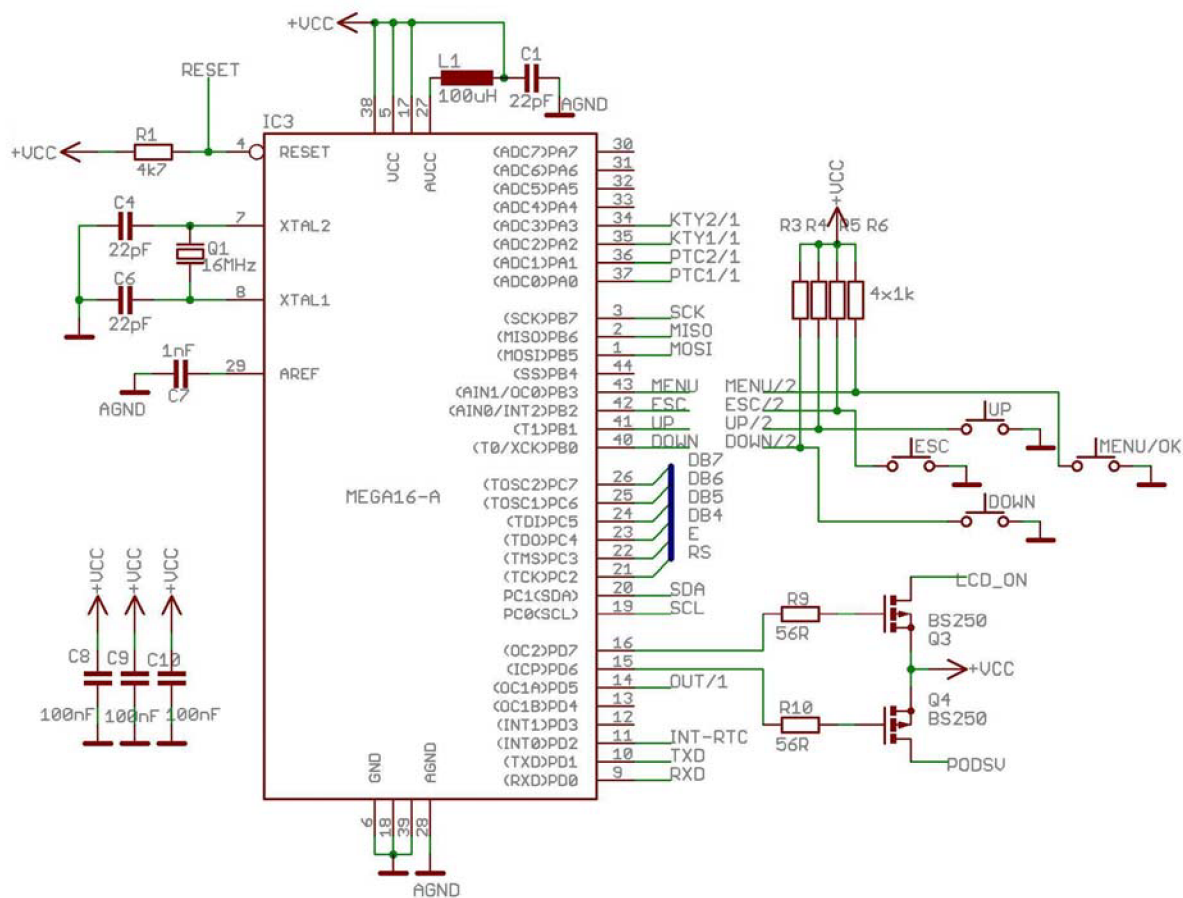 +VCC
L1
C1
100uH
22pF
AGND
38
5
17
27
RESET
IC3
R1
+VCC
4k7
4
RESET
VCC
AVCC
C4
22pF
7
XTAL2
Q1
16MHz
C6
22pF
8
XTAL1
1nF
29
AREF
AGND
C7
MEGA16-A
(ADC7)PA7 30
(ADC6)PA6 31
(ADC5)PA5 32
(ADC4)PA4 33
(ADC3)PA3 34 KTY2/1
(ADC2)PA2 35 KTY1/1
(ADC1)PA1 36 PTC2/1
(ADC0)PA0 37 PTC1/1
(SCK)PB7 3 SCK
(MISO)PB6 2 MISO
(MOSI)PB5 1 MOSI
(SS)PB4 44
(AIN1/OC0)PB3 43 MENU
(AIN0/INT2)PB2 42 ESC
(T1)PB1 41 UP
(T0/XCK)PB0 40 DOWN
(TOSC2)PC7 26
(TOSC1)PC6 25
(TDI)PC5 24
(TDO)PC4 23
(TMS)PC3 22
(TCK)PC2 21
PC1(SDA) 20 SDA
PC0(SCL) 19 SCL
(OC2)PD7 16
(ICP)PD6 15
(OC1A)PD5 14 OUT/1
(OC1B)PD4 13
(INT1)PD3 12
(INT0)PD2 11 INT-RTC
(TXD)PD1 10 TXD
(RXD)PD0 9 RXD
DB7
DB6
DB5
DB4
E
RS
+VCC
R3 R4 R5 R6
4x1k
MENU/2
ESC/2
UP/2
DOWN/2
UP
ESC
MENU/OK
DOWN
LCD_ON
R9
56R
BS250
Q3
+VCC
Q4
BS250
R10
56R
PODSV
+VCC
+VCC
+VCC
C8
C9
C10
100nF
100nF
100nF
GND
AGND
6
18
39
28
AGND